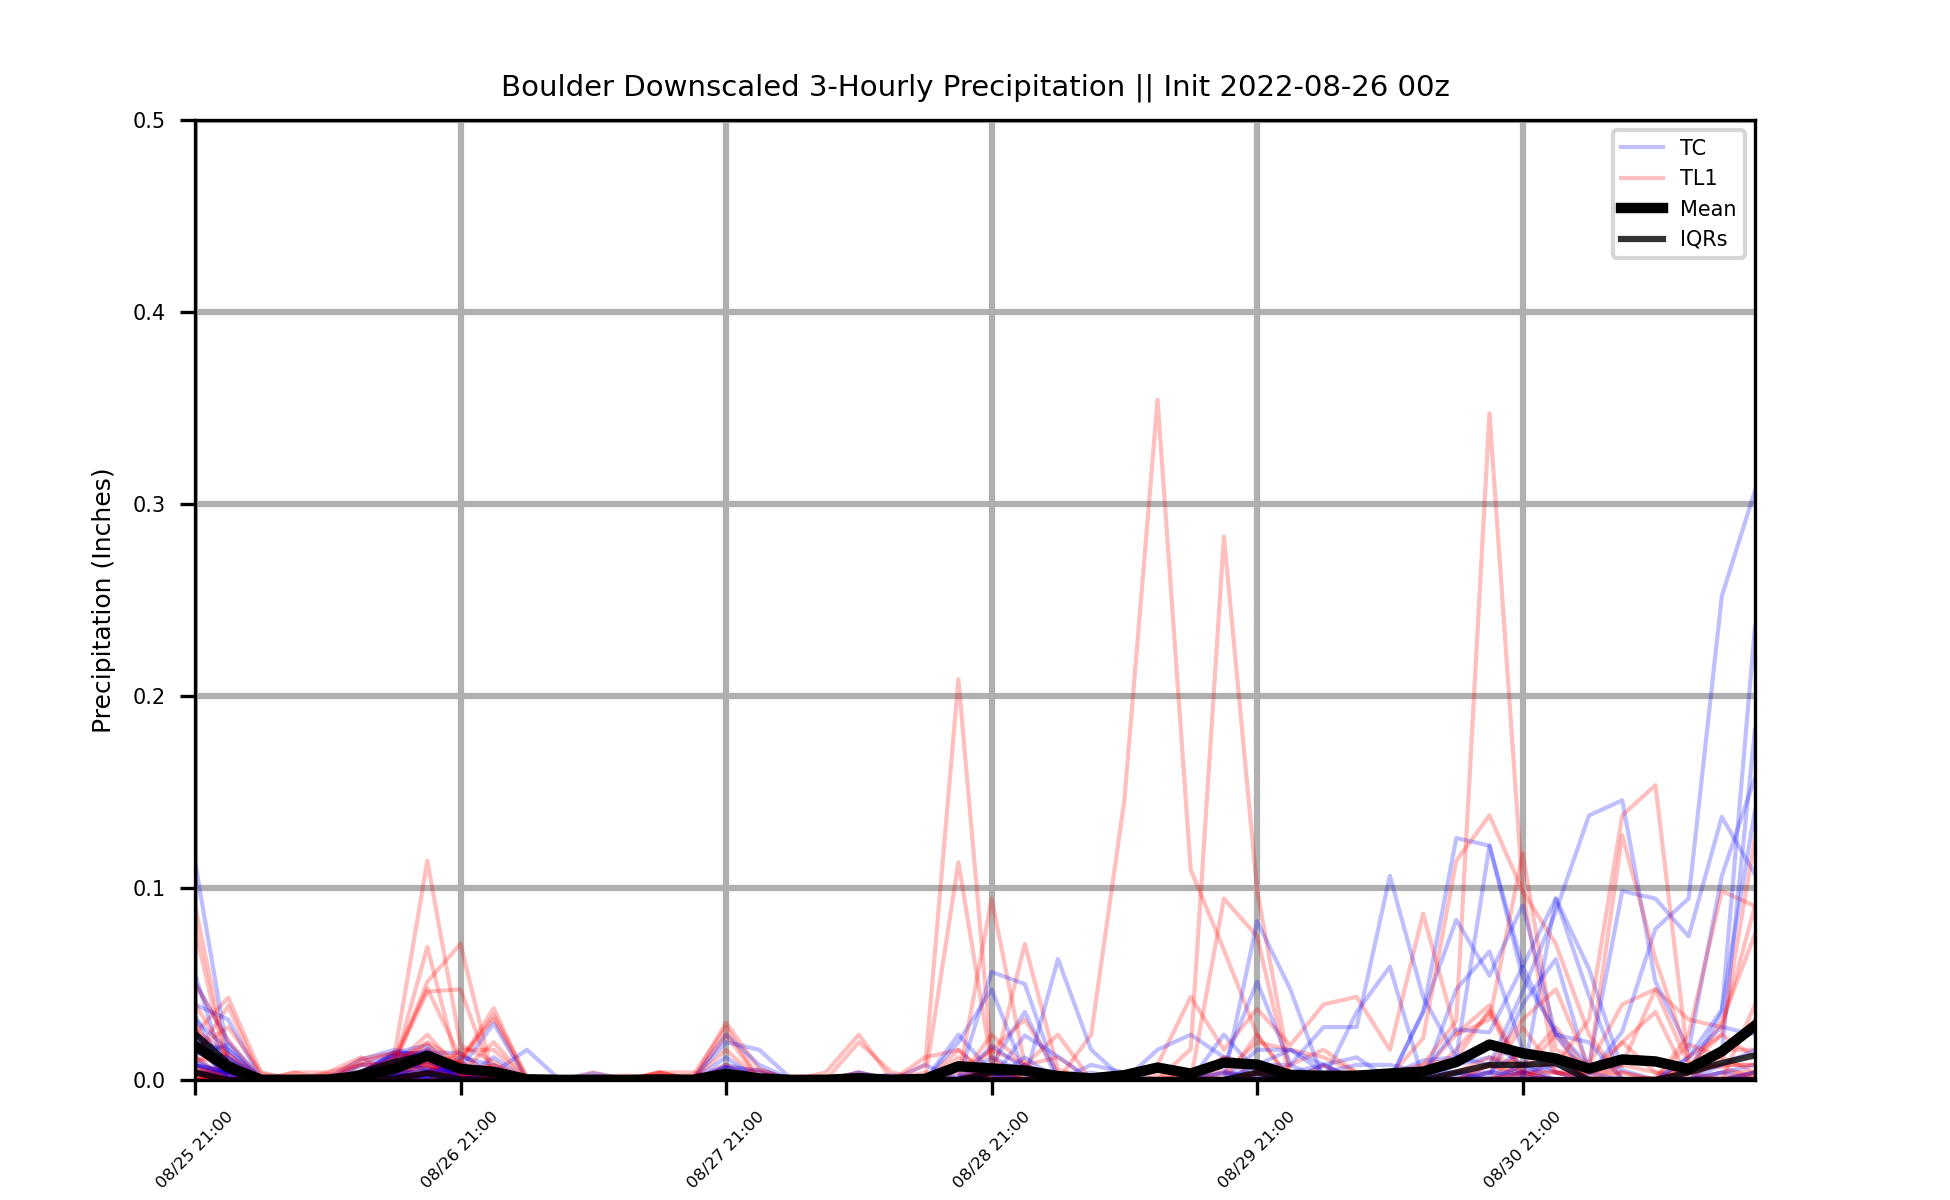 Boulder Downscaled 3-Hourly Precipitation || Init 2022-08-26 00z
0.5
0.4
0.3
0.2
0.1
0.0
Precipitation (Inches)
TC
TL1
Mean
IQRs
08/25 21:00
08/26 21:00
08/27 21:00
08/28 21:00
08/29 21:00
08/30 21:00